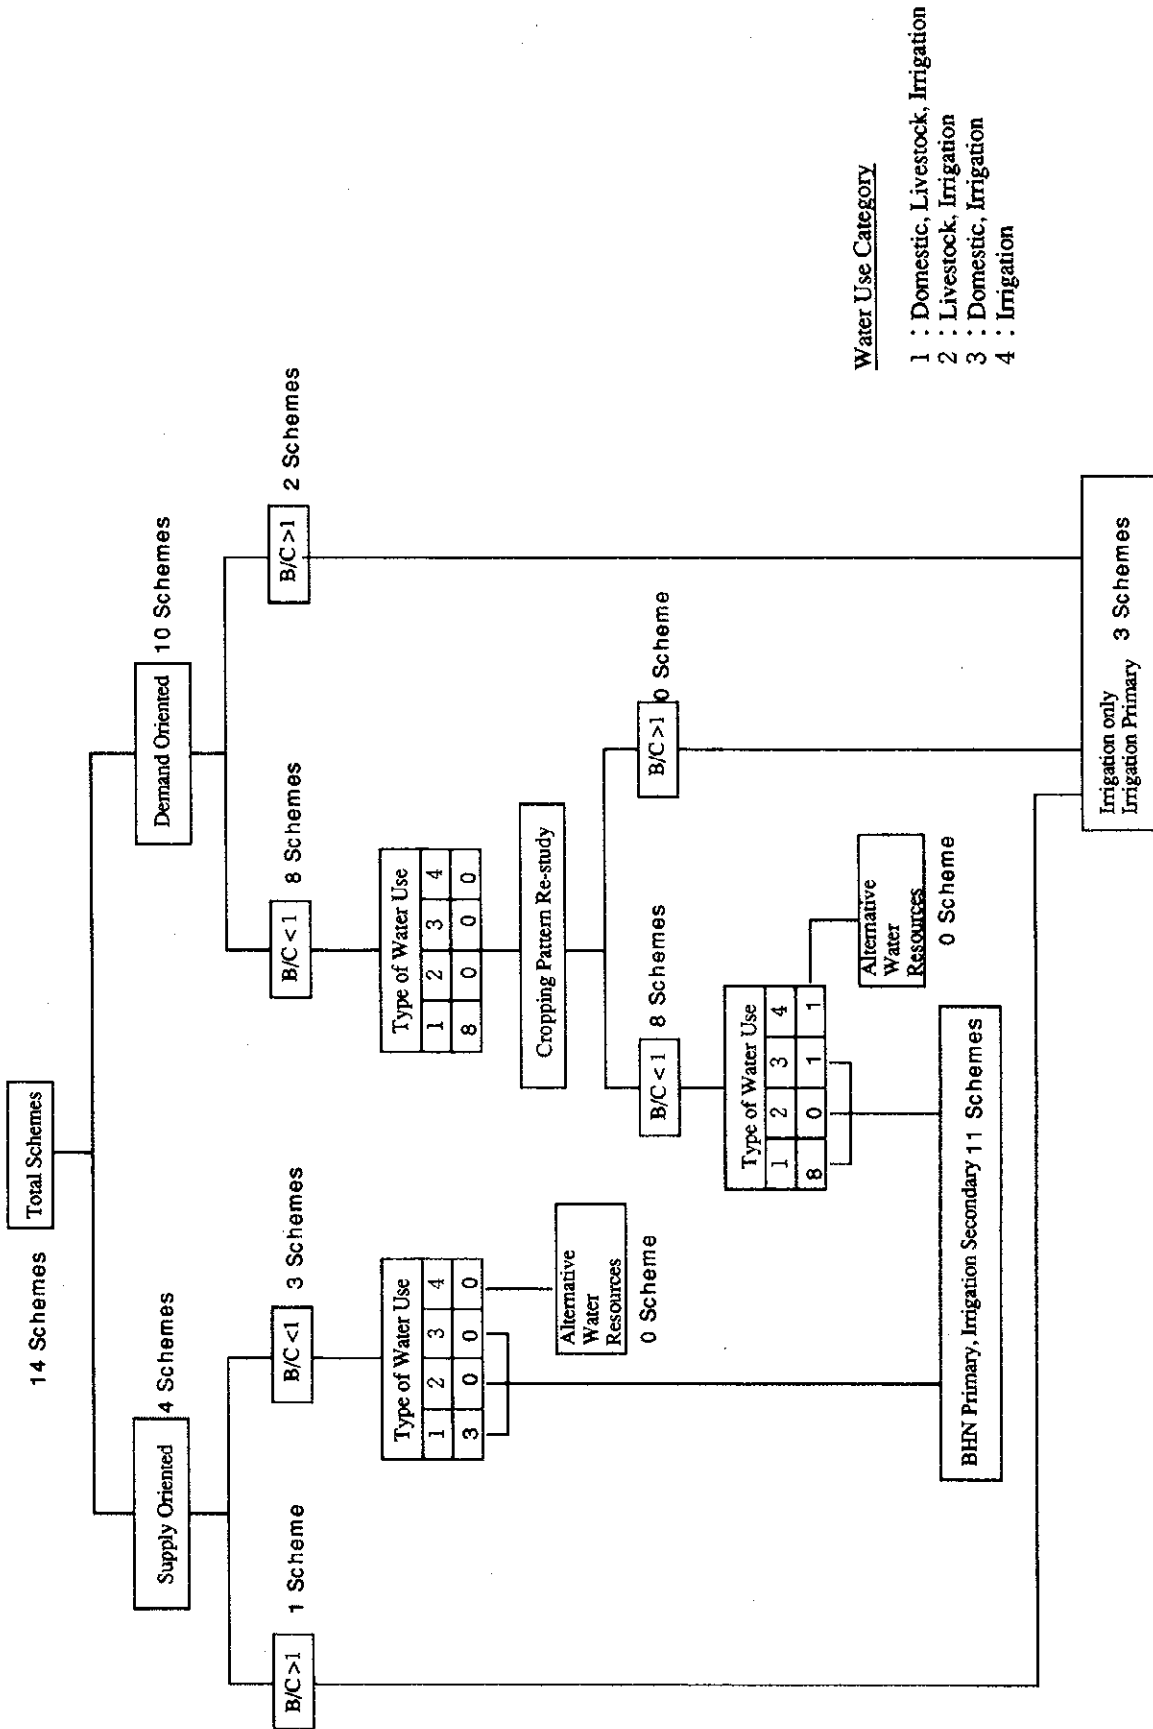 14 Schemes
Total Schemes
Supply Oriented
4 Schemes
Demand Oriented
10 Schemes
B/C>1
1 Scheme
B/C<1
3 Schemes
B/C<1
8 Schemes
B/C>1
2 Schemes
Type of Water Use
1 2 3 4
3 0 0 0
Type of Water Use
1 2 3 4
8 0 0 0
Alternative
Water
Resources
0 Scheme
Cropping Pattern Re-study
B/C<1
8 Schemes
B/C>1
0 Scheme
Type of Water Use
1 2 3 4
8 0 1 1
Alternative
Water
Resources
0 Scheme
BHN Primary, Irrigation Secondary 11 Schemes
Irrigation only
Irrigation Primary 3 Schemes
Water Use Category
1 : Domestic, Livestock, Irrigation
2 : Livestock, Irrigation
3 : Domestic, Irrigation
4 : Irrigation